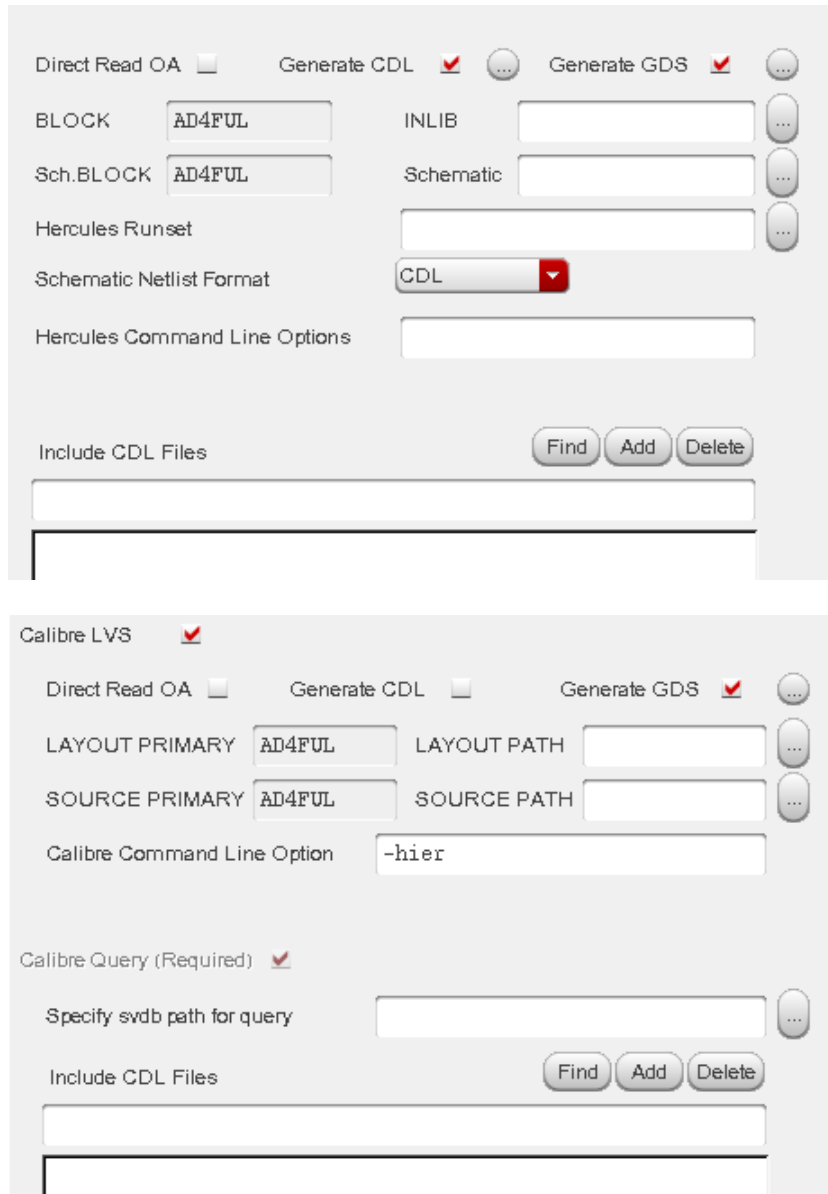 Direct Read OA Generate CDL ... Generate GDS ...
BLOCK AD4FUL INLIB ...
Sch.BLOCK AD4FUL Schematic ...
Hercules Runset ...
Schematic Netlist Format CDL
Hercules Command Line Options
Include CDL Files Find Add Delete
Calibre LVS
Direct Read OA Generate CDL Generate GDS ...
LAYOUT PRIMARY AD4FUL LAYOUT PATH ...
SOURCE PRIMARY AD4FUL SOURCE PATH ...
Calibre Command Line Option -hier
Calibre Query (Required)
Specify svdb path for query ...
Include CDL Files Find Add Delete